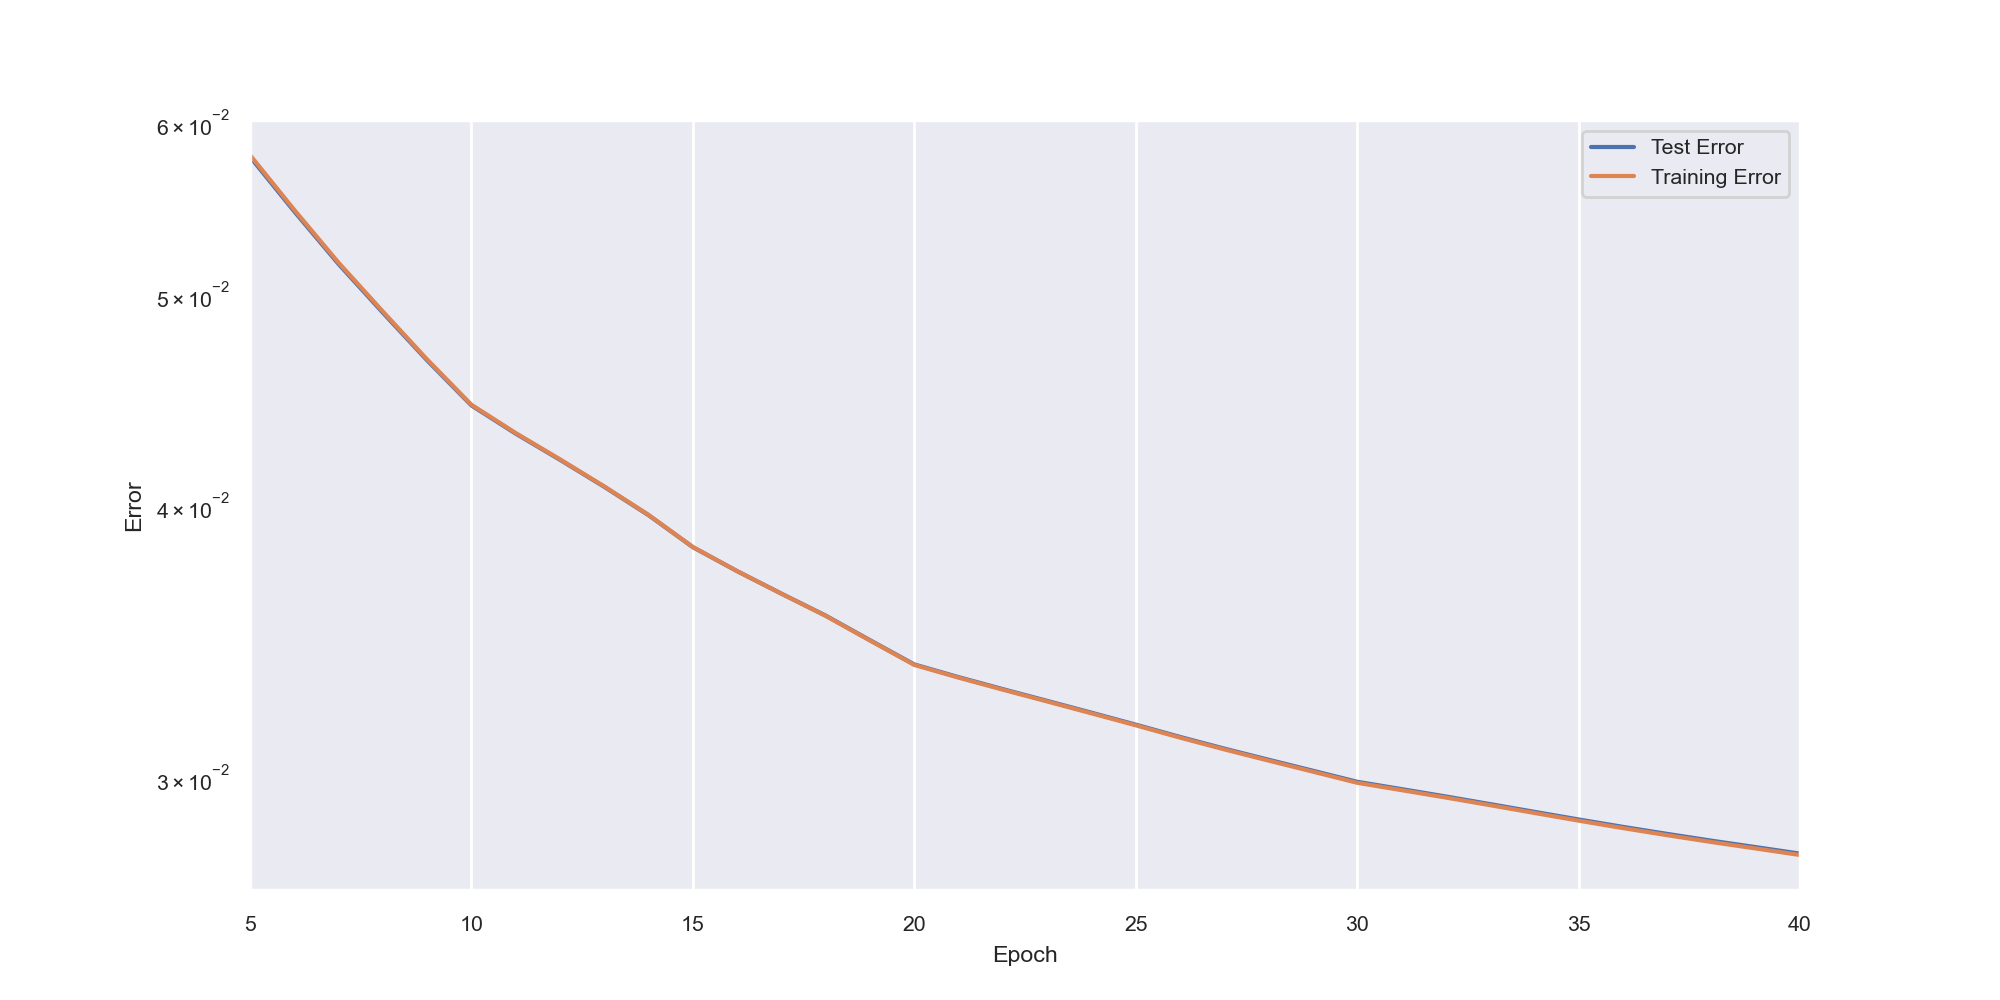 6 × 10⁻²
5 × 10⁻²
4 × 10⁻²
3 × 10⁻²
Error
Test Error
Training Error
5 10 15 20 25 30 35 40
Epoch